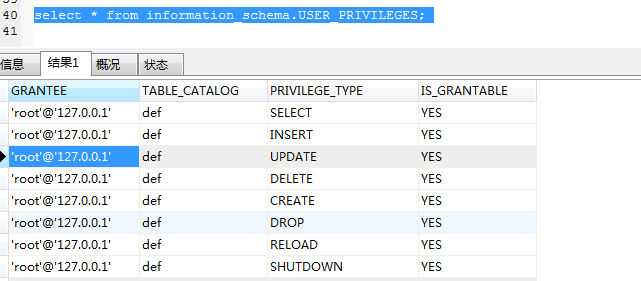 40 select * from information_schema.USER_PRIVILEGES;
41
信息 结果1 概况 状态
GRANTEE TABLE_CATALOG PRIVILEGE_TYPE IS_GRANTABLE
'root'@'127.0.0.1' def SELECT YES
'root'@'127.0.0.1' def INSERT YES
'root'@'127.0.0.1' def UPDATE YES
'root'@'127.0.0.1' def DELETE YES
'root'@'127.0.0.1' def CREATE YES
'root'@'127.0.0.1' def DROP YES
'root'@'127.0.0.1' def RELOAD YES
'root'@'127.0.0.1' def SHUTDOWN YES